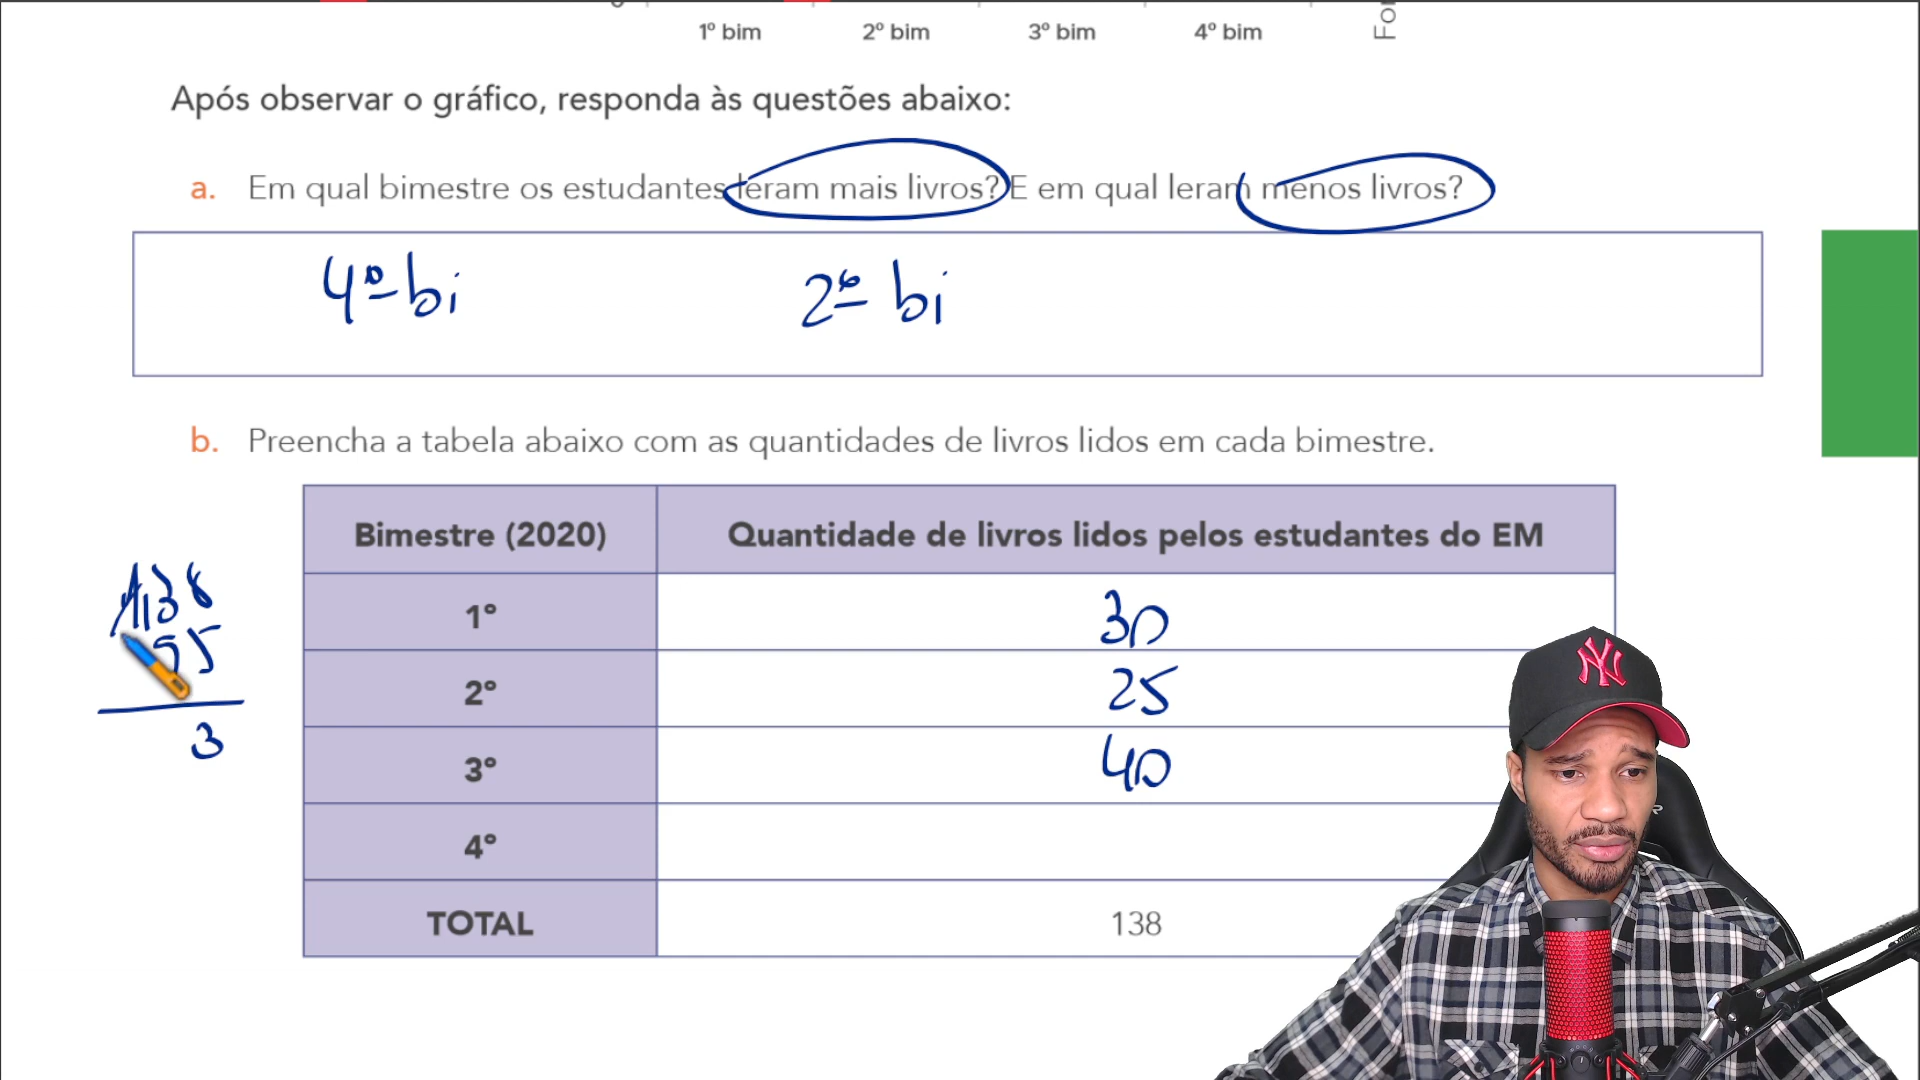 1º bim 2º bim 3º bim 4º bim
Após observar o gráfico, responda às questões abaixo:
a. Em qual bimestre os estudantes leram mais livros? E em qual leram menos livros?
4º bi 2º bi
b. Preencha a tabela abaixo com as quantidades de livros lidos em cada bimestre.
Bimestre (2020) Quantidade de livros lidos pelos estudantes do EM
1º 30
138
95
2º 25
3
3º 40
4º
TOTAL 138
NY